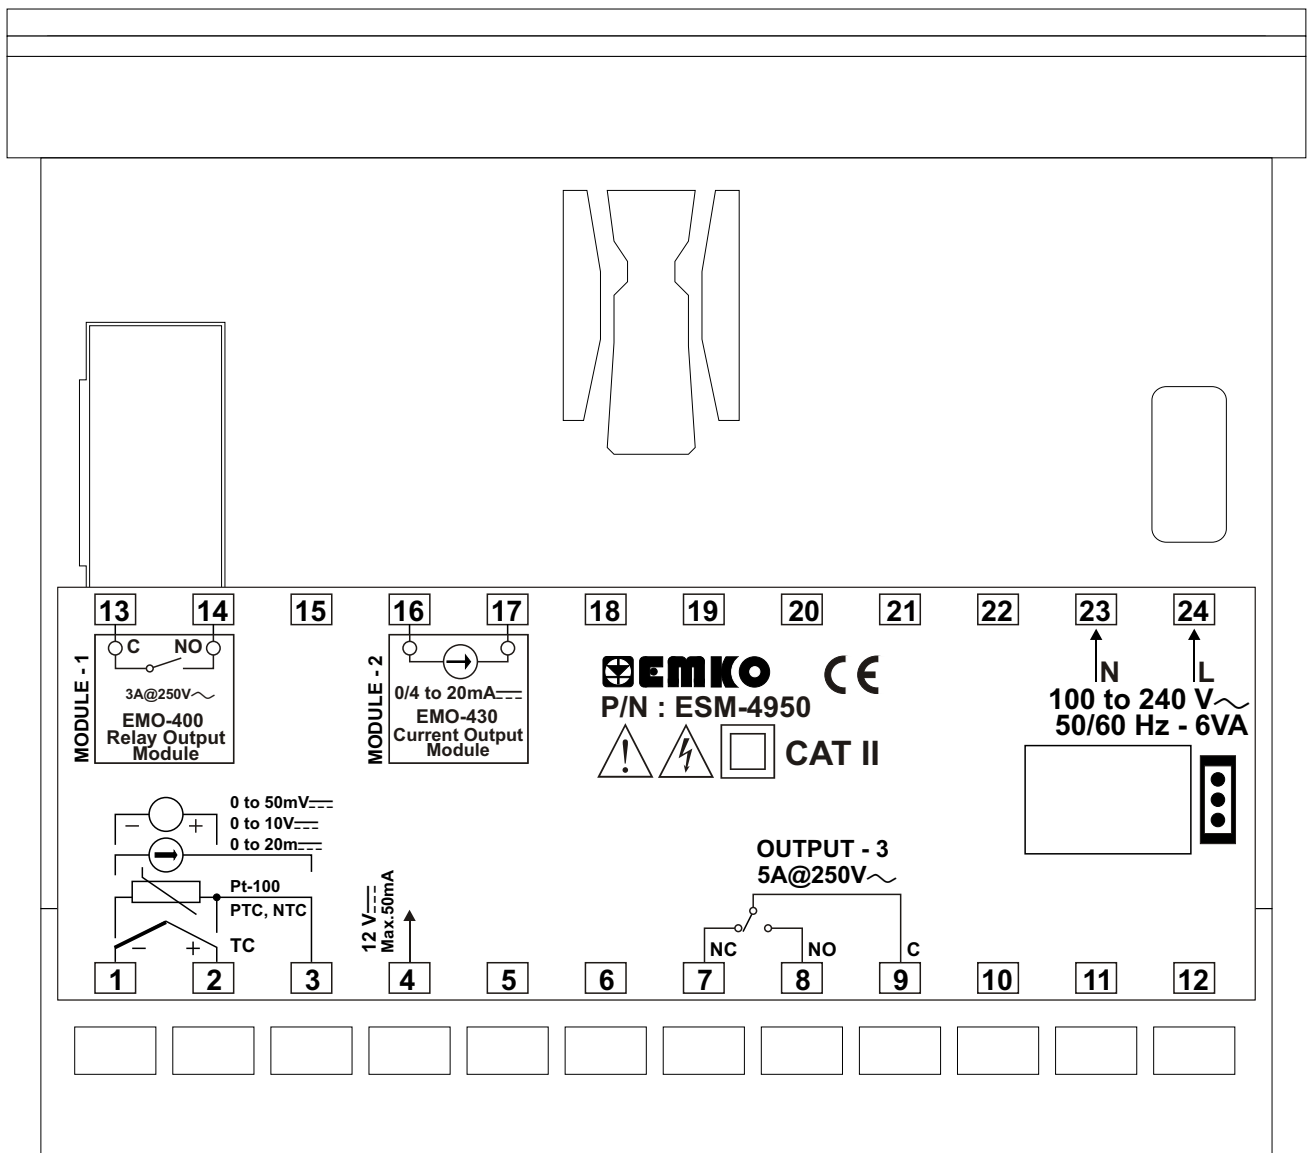 13 14 15 16 17 18 19 20 21 22 23 24
MODULE - 1
C NO
3A@250V～
EMO-400
Relay Output
Module
MODULE - 2
0/4 to 20mA⎓
EMO-430
Current Output
Module
EMKO CE
P/N : ESM-4950
CAT II
N L
100 to 240 V～
50/60 Hz - 6VA
0 to 50mV⎓
0 to 10V⎓
0 to 20m⎓
− +
Pt-100
PTC, NTC
− + TC
12 V⎓
Max.50mA
OUTPUT - 3
5A@250V～
NC NO C
1 2 3 4 5 6 7 8 9 10 11 12